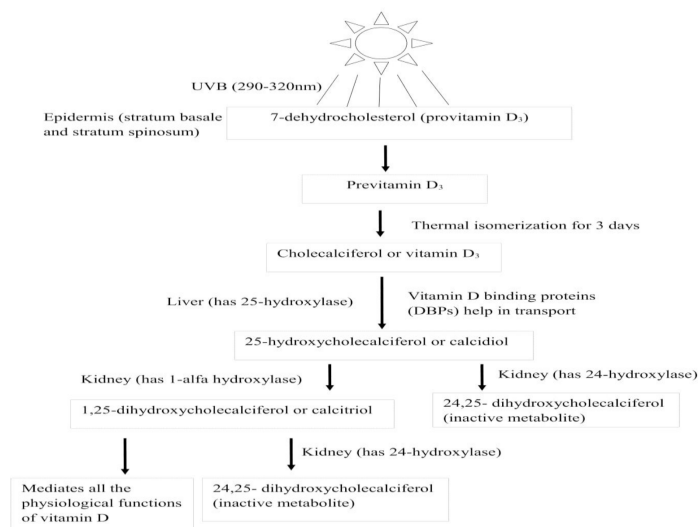 UVB (290-320nm)
Epidermis (stratum basale
and stratum spinosum)
7-dehydrocholesterol (provitamin D₃)
Previtamin D₃
Thermal isomerization for 3 days
Cholecalciferol or vitamin D₃
Liver (has 25-hydroxylase)
Vitamin D binding proteins
(DBPs) help in transport
25-hydroxycholecalciferol or calcidiol
Kidney (has 1-alfa hydroxylase)
Kidney (has 24-hydroxylase)
1,25-dihydroxycholecalciferol or calcitriol
24,25- dihydroxycholecalciferol
(inactive metabolite)
Kidney (has 24-hydroxylase)
Mediates all the
physiological functions
of vitamin D
24,25- dihydroxycholecalciferol
(inactive metabolite)